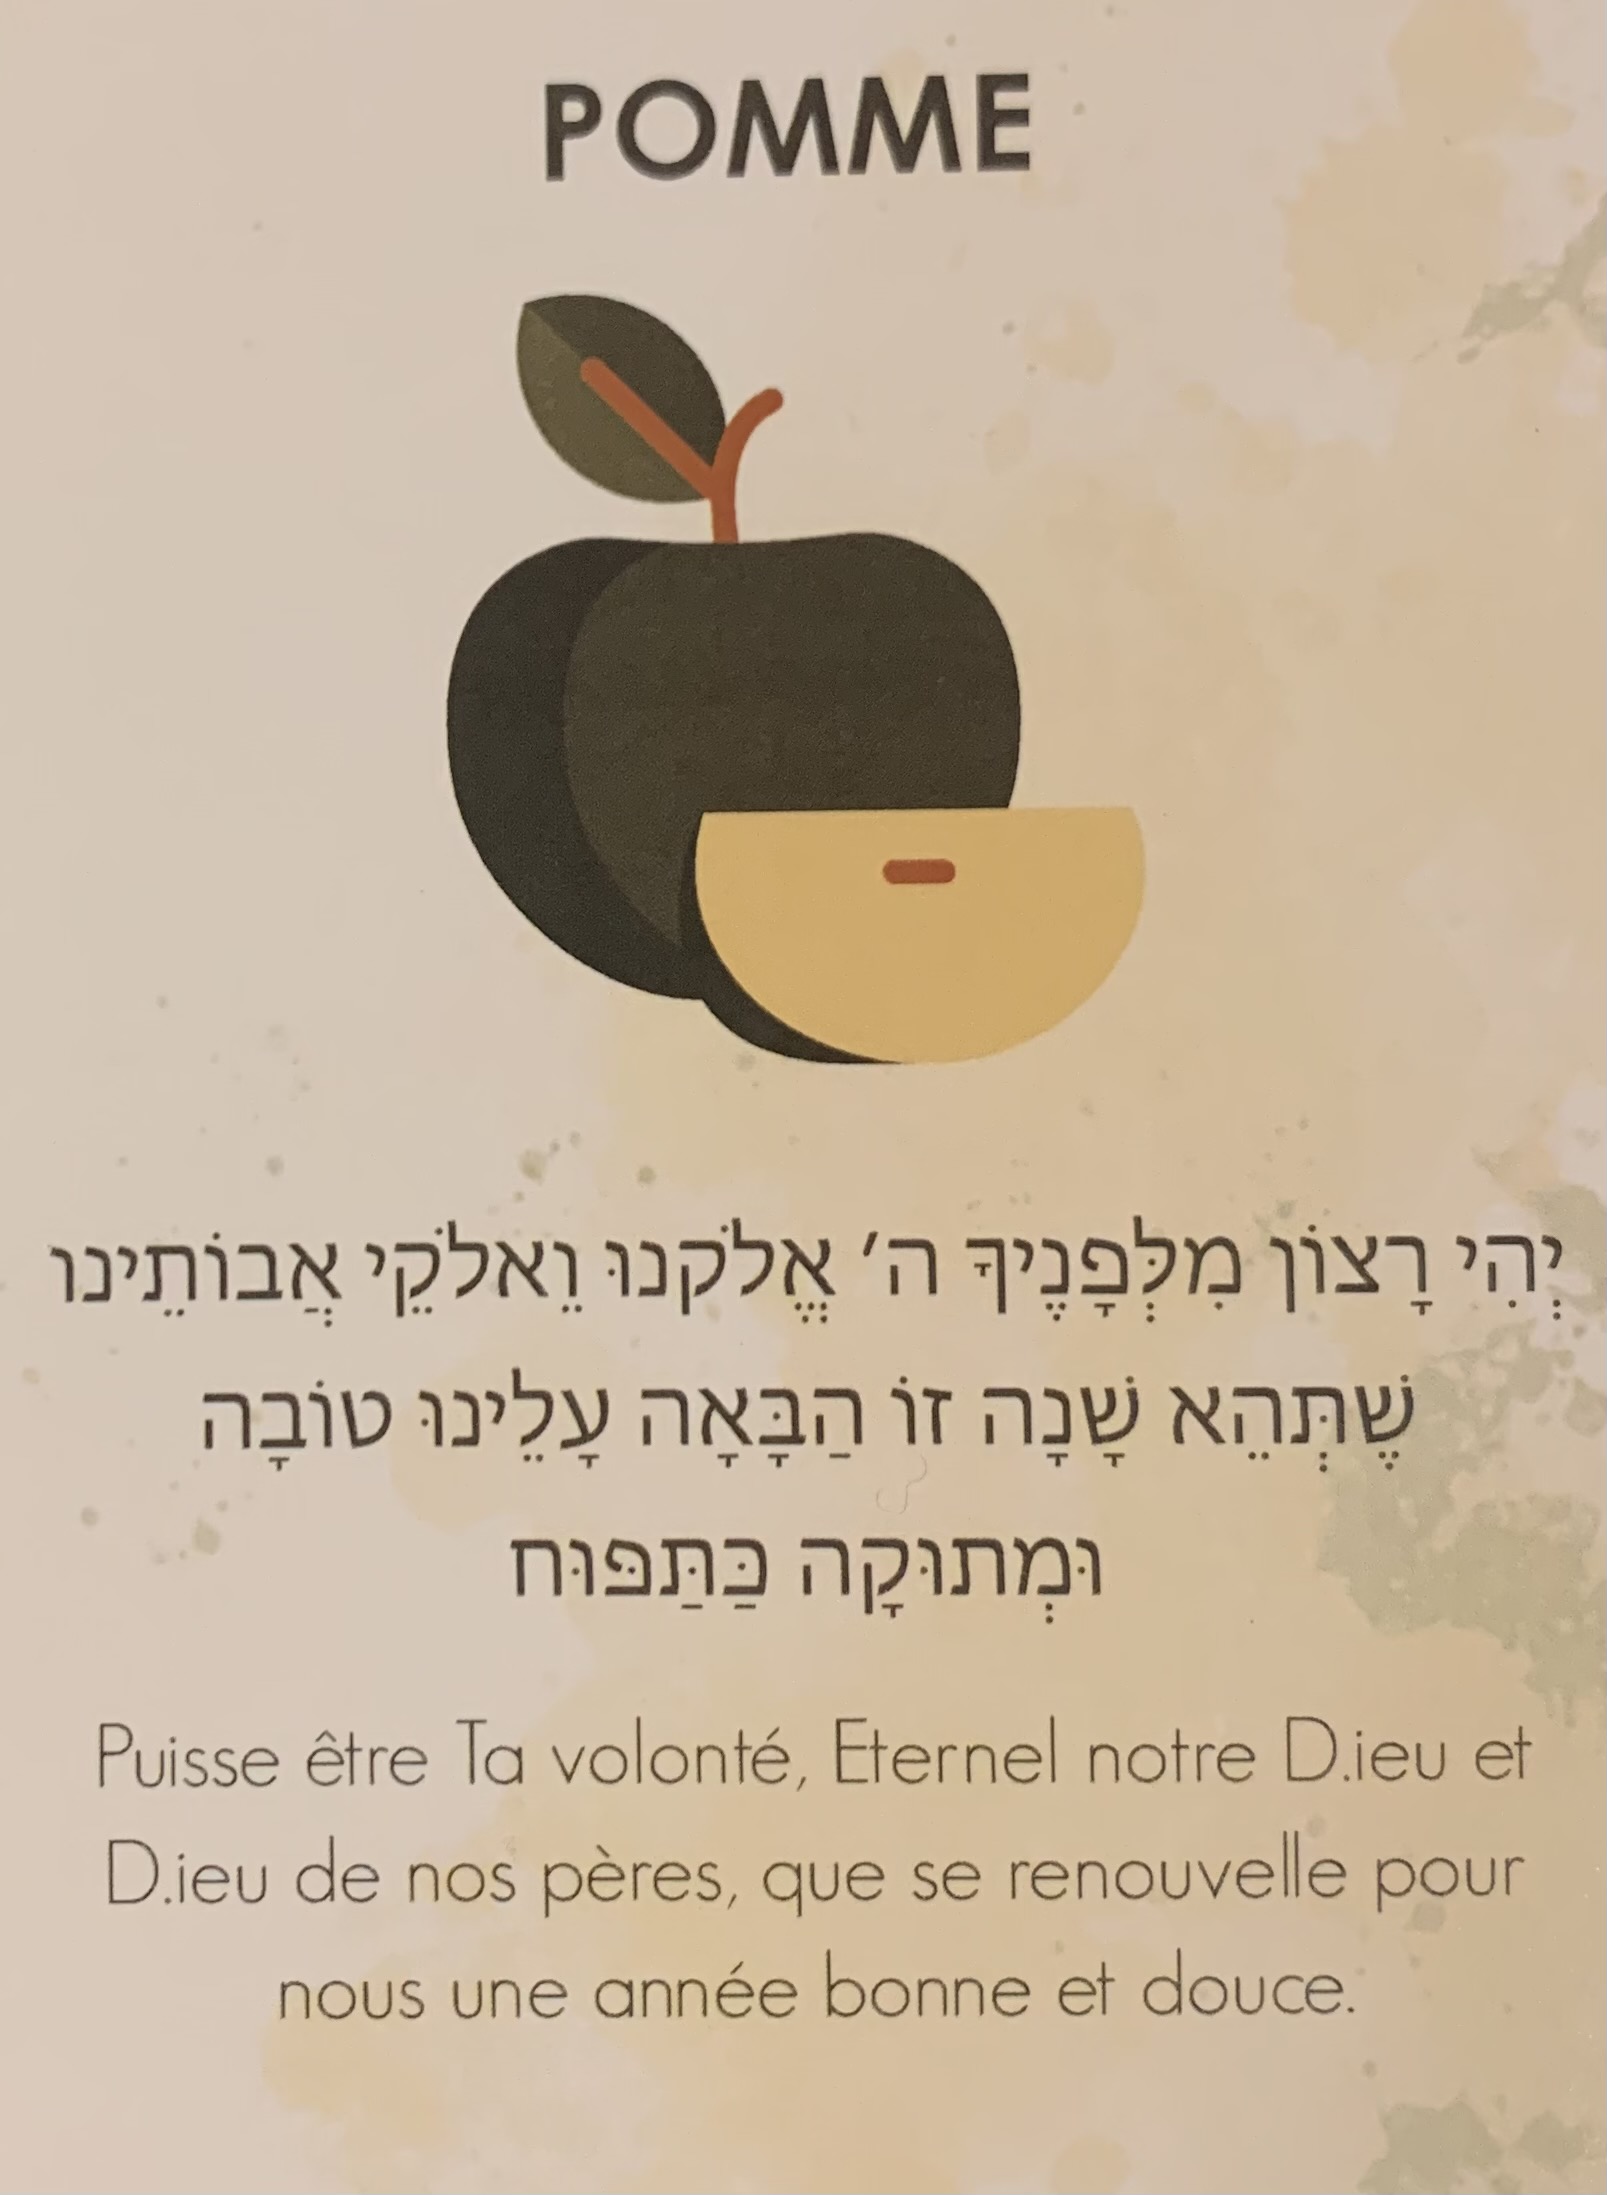 POMME
יְהִי רָצוֹן מִלְּפָנֶיךָ ה' אֱלֹקנוּ וֵאלֹקֵי אֲבוֹתֵינוּ
שֶׁתְּהֵא שָׁנָה זוֹ הַבָּאָה עָלֵינוּ טוֹבָה
וּמְתוּקָה כַּתַּפּוּחַ
Puisse être Ta volonté, Eternel notre D.ieu et
D.ieu de nos pères, que se renouvelle pour
nous une année bonne et douce.